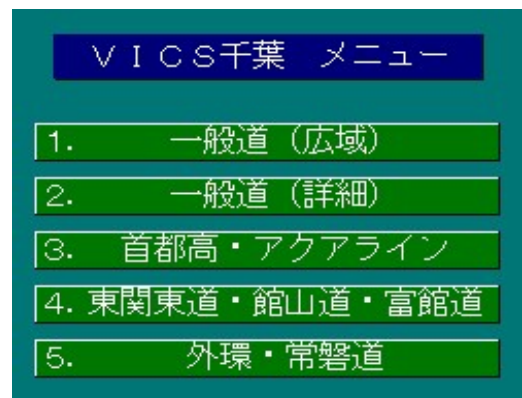 ＶＩＣＳ千葉　メニュー
1. 一般道（広域）
2. 一般道（詳細）
3. 首都高・アクアライン
4. 東関東道・館山道・富館道
5. 外環・常磐道